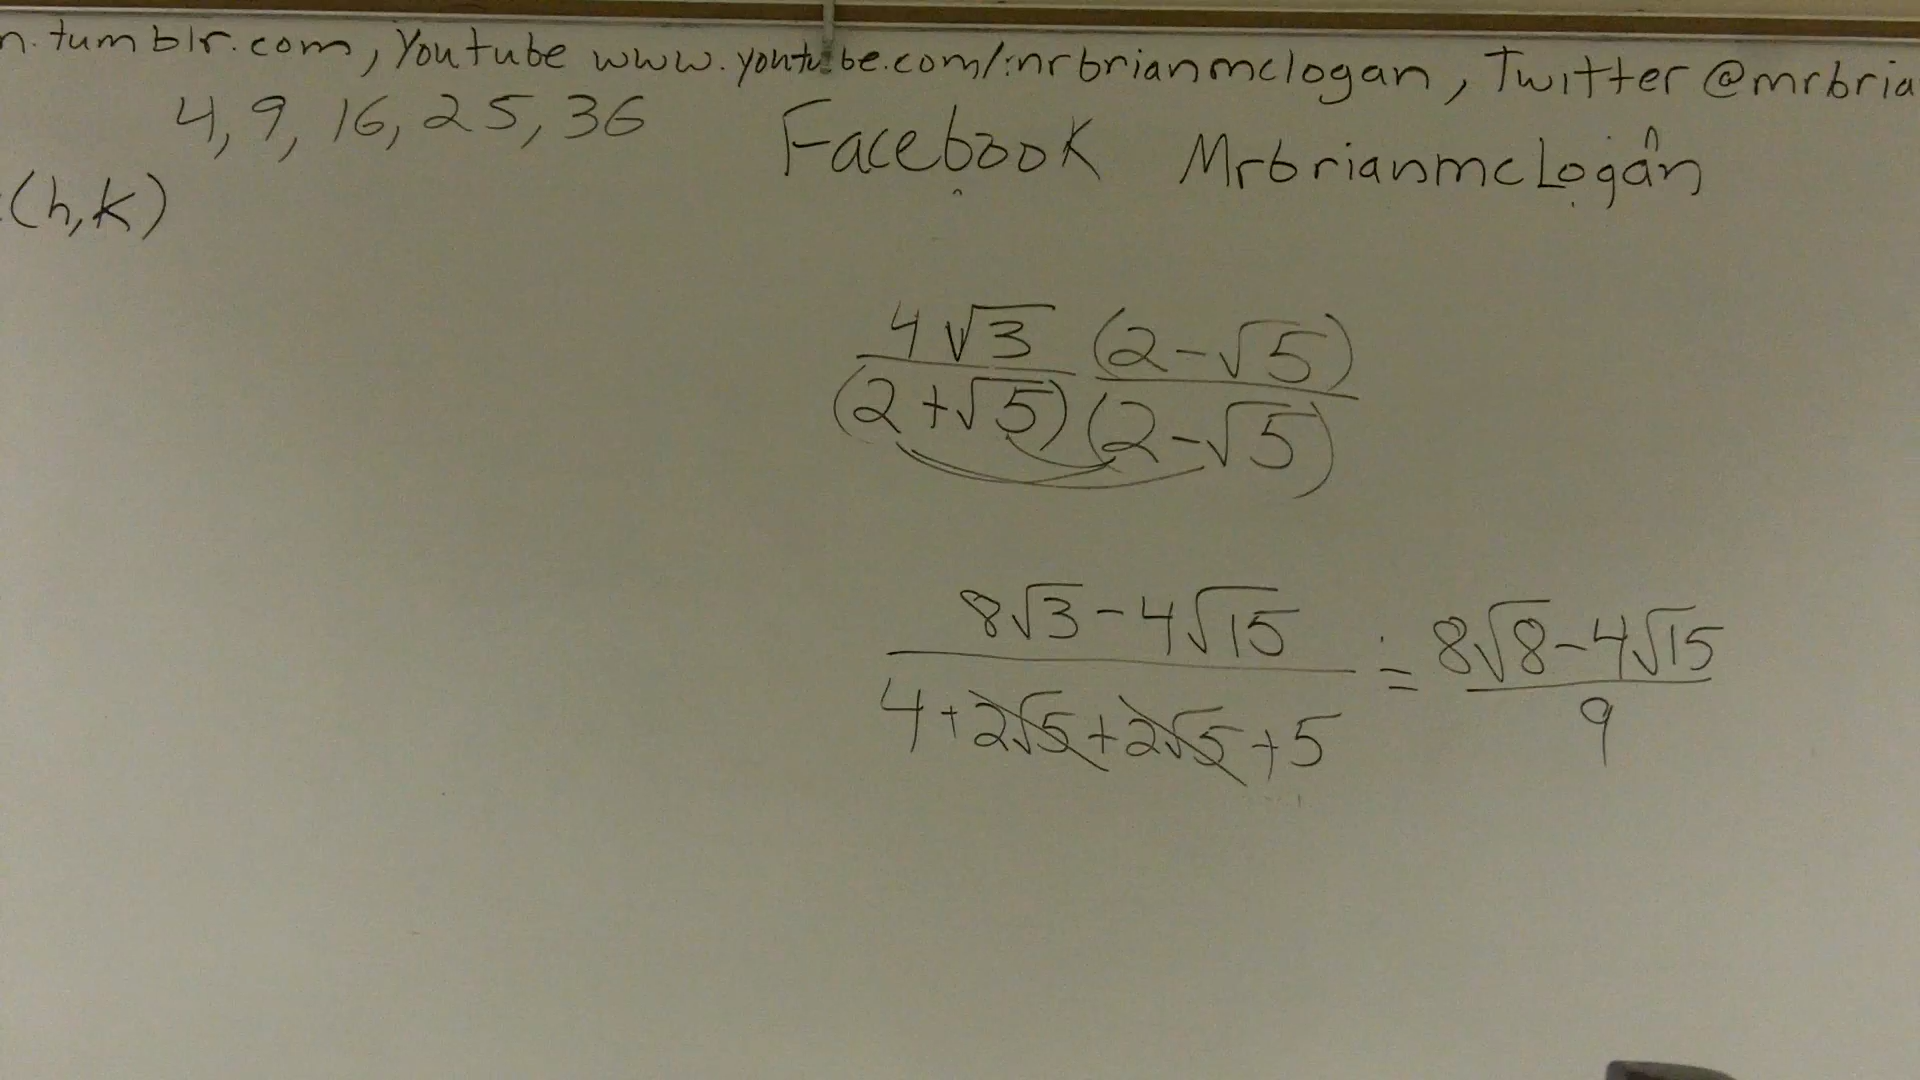 n.tumblr.com, Youtube www.youtube.com/mrbrianmclogan, Twitter @mrbria
4, 9, 16, 25, 36
Facebook MrbrianmcLogan
:(h,k)
4√3 (2-√5)
(2+√5) (2-√5)
8√3-4√15 = 8√8-4√15
4+2√5+2√5+5 9